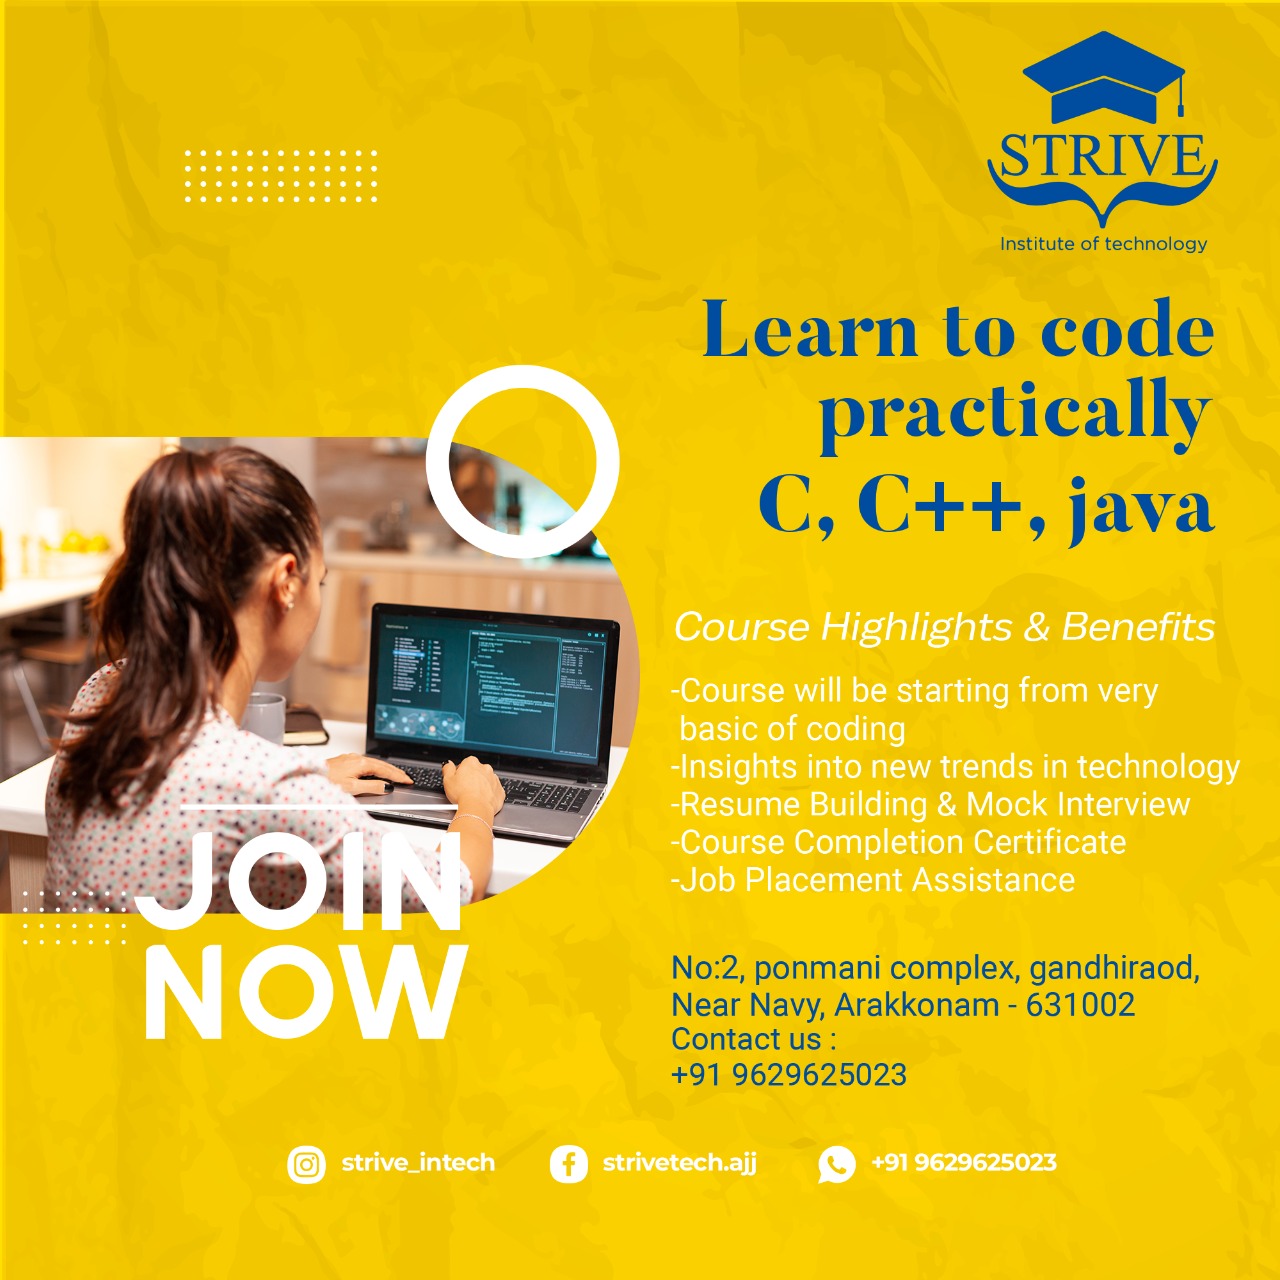 STRIVE
Institute of technology
Learn to code
practically
C, C++, java
Course Highlights & Benefits
-Course will be starting from very
basic of coding
-Insights into new trends in technology
-Resume Building & Mock Interview
-Course Completion Certificate
-Job Placement Assistance
JOIN
NOW
No:2, ponmani complex, gandhiraod,
Near Navy, Arakkonam - 631002
Contact us :
+91 9629625023
strive_intech
strivetech.ajj
+91 9629625023